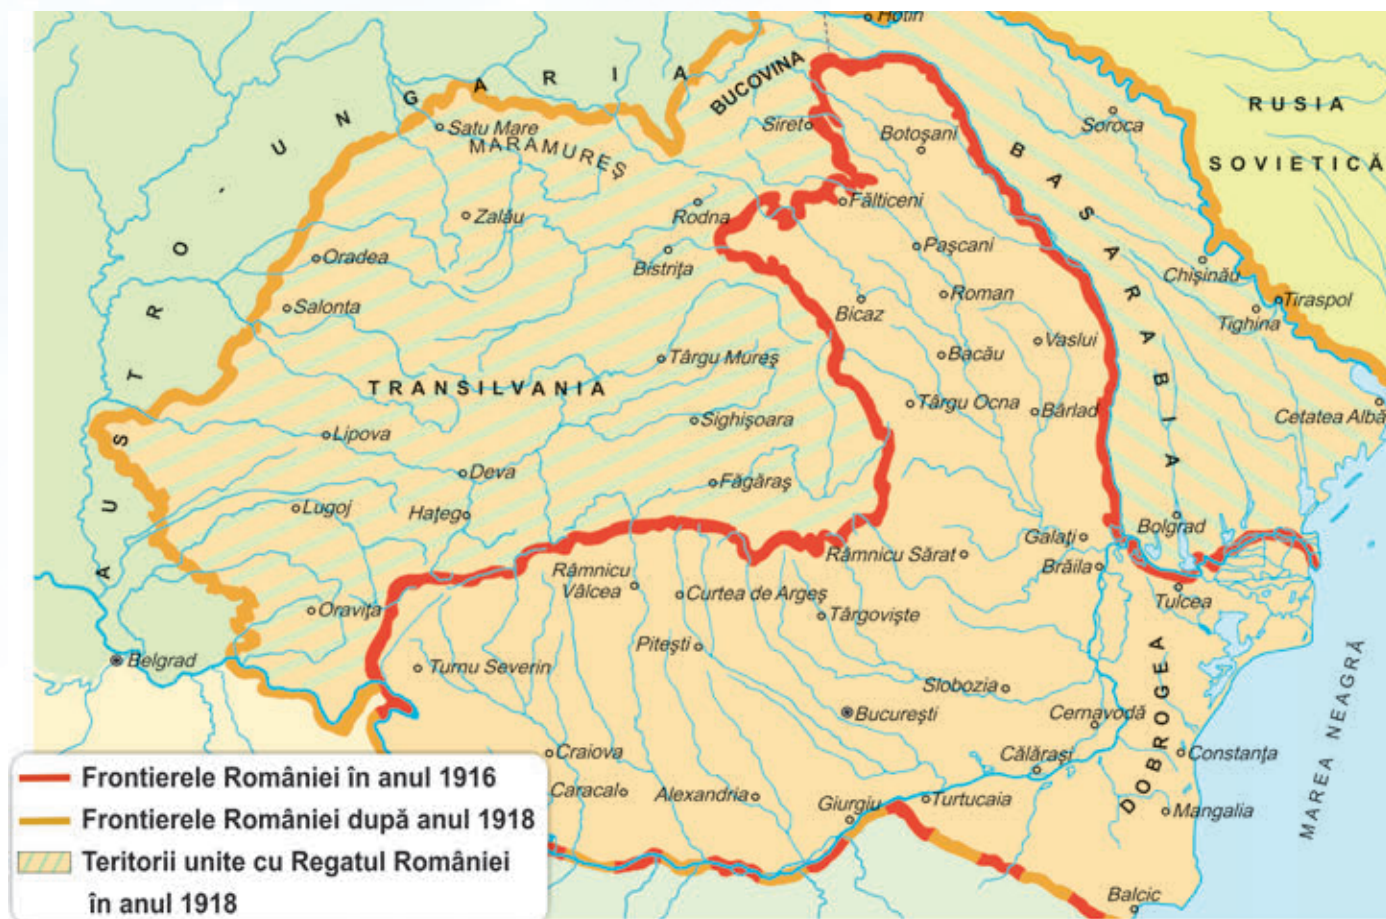 Hotin
AUSTRO-UNGARIA
BUCOVINA
RUSIA
SOVIETICĂ
Satu Mare
MARAMUREȘ
Siret
Botoșani
Soroca
BASARABIA
Zalău
Rodna
Fălticeni
Oradea
Bistrița
Pașcani
Chișinău
Salonta
Bicaz
Roman
Tiraspol
Tighina
Târgu Mureș
Bacău
Vaslui
TRANSILVANIA
Târgu Ocna
Bârlad
Cetatea Albă
Lipova
Sighișoara
Deva
Făgăraș
Lugoj
Hațeg
Bolgrad
Galați
Râmnicu Sărat
Brăila
Râmnicu
Vâlcea
Curtea de Argeș
Tulcea
Oravița
Târgoviște
Belgrad
Turnu Severin
Pitești
Slobozia
DOBROGEA
MAREA NEAGRĂ
București
Cernavodă
Craiova
Călărași
Constanța
Caracal
Alexandria
Giurgiu
Turtucaia
Mangalia
Balcic
Frontierele României în anul 1916
Frontierele României după anul 1918
Teritorii unite cu Regatul României
în anul 1918